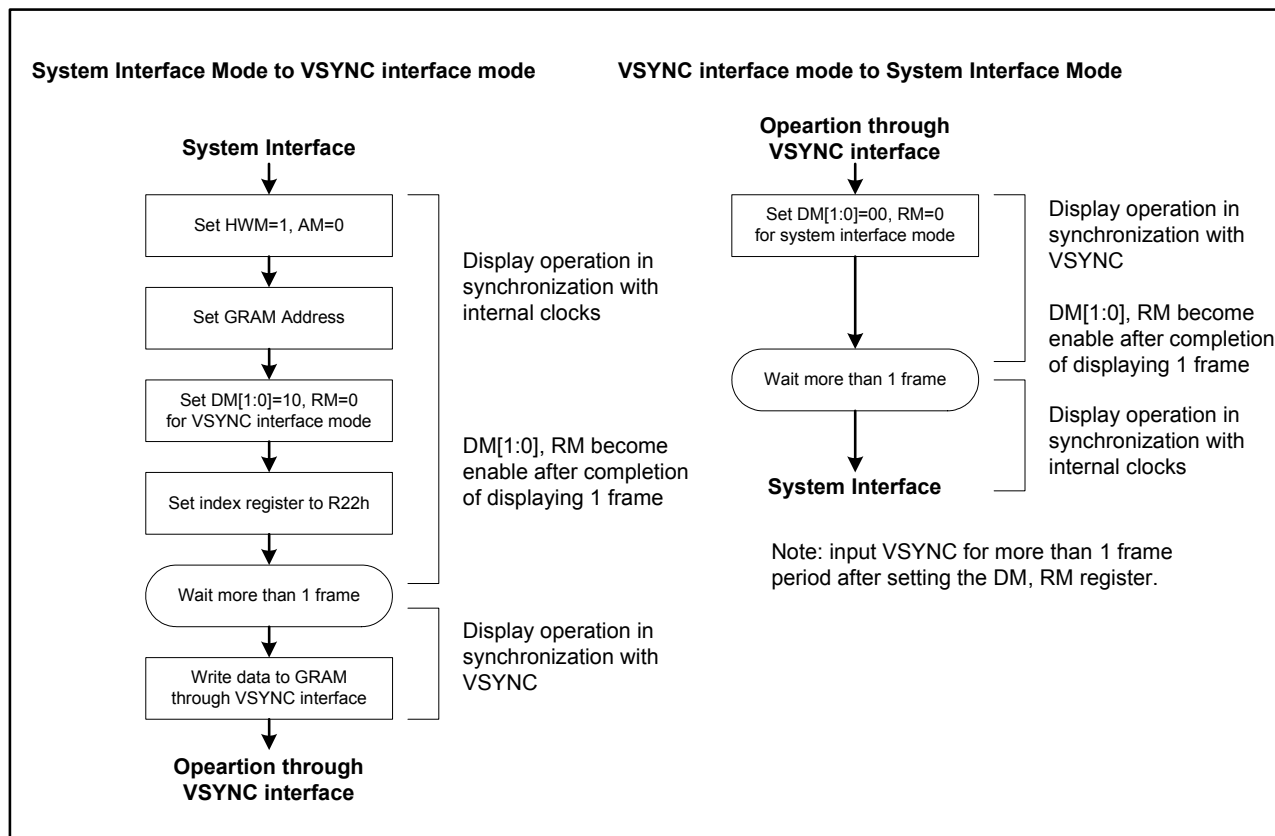 System Interface Mode to VSYNC interface mode
System Interface
Set HWM=1, AM=0
Set GRAM Address
Set DM[1:0]=10, RM=0
for VSYNC interface mode
Set index register to R22h
Wait more than 1 frame
Write data to GRAM
through VSYNC interface
Opeartion through
VSYNC interface
Display operation in
synchronization with
internal clocks
DM[1:0], RM become
enable after completion
of displaying 1 frame
Display operation in
synchronization with
VSYNC
VSYNC interface mode to System Interface Mode
Opeartion through
VSYNC interface
Set DM[1:0]=00, RM=0
for system interface mode
Wait more than 1 frame
System Interface
Display operation in
synchronization with
VSYNC
DM[1:0], RM become
enable after completion
of displaying 1 frame
Display operation in
synchronization with
internal clocks
Note: input VSYNC for more than 1 frame
period after setting the DM, RM register.